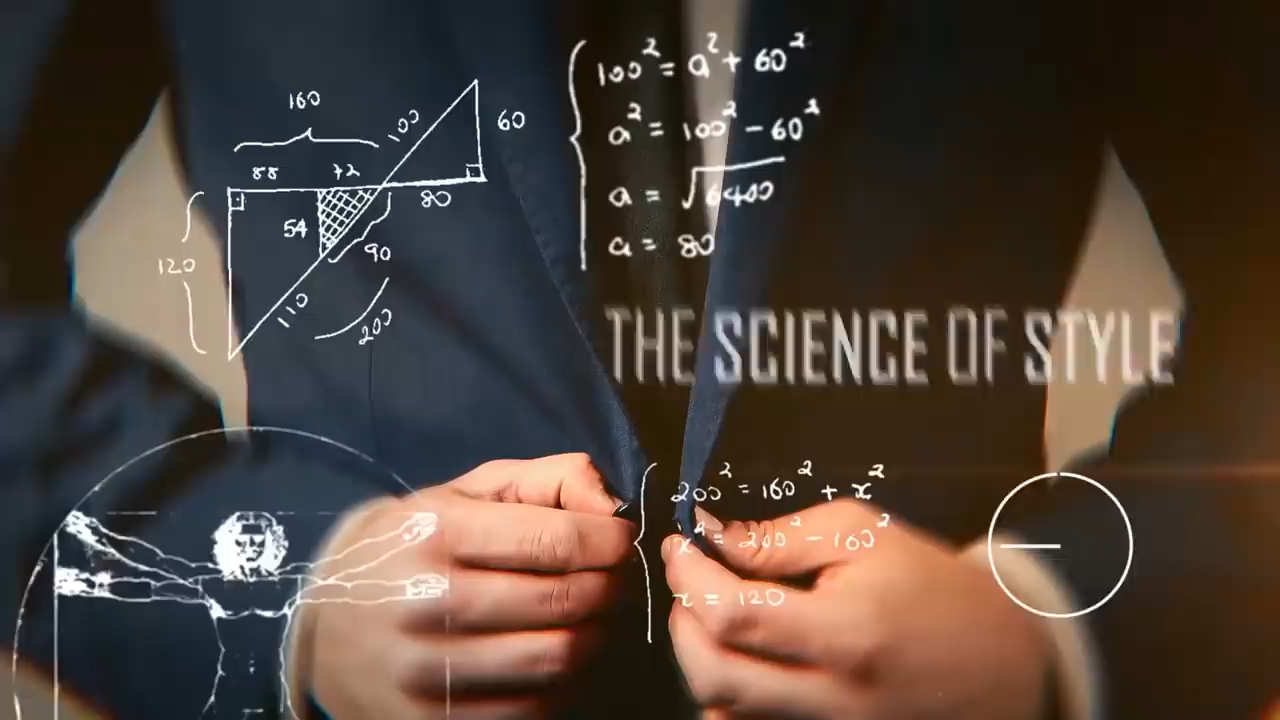 160
100
60
88
72
80
54
90
120
110
200
100² = a² + 60²
a² = 100² - 60²
a = √6400
a = 80
THE SCIENCE OF STYLE
200² = 160² + x²
x² = 200² - 160²
x = 120